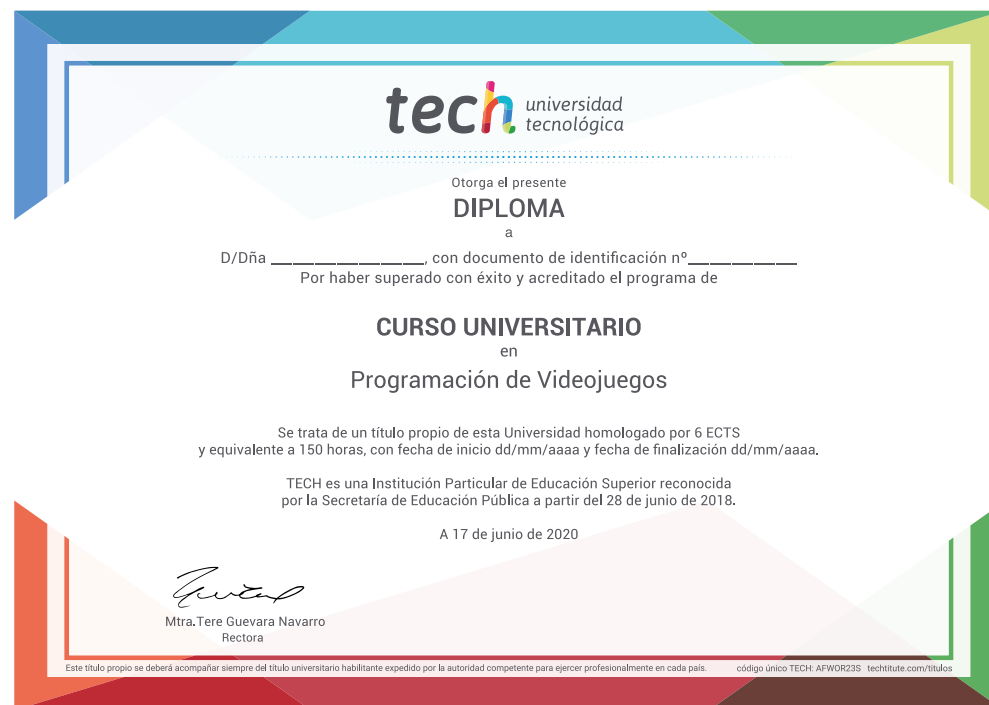 tech universidad
tecnológica
Otorga el presente
DIPLOMA
a
D/Dña ______________, con documento de identificación nº__________
Por haber superado con éxito y acreditado el programa de
CURSO UNIVERSITARIO
en
Programación de Videojuegos
Se trata de un título propio de esta Universidad homologado por 6 ECTS
y equivalente a 150 horas, con fecha de inicio dd/mm/aaaa y fecha de finalización dd/mm/aaaa.
TECH es una Institución Particular de Educación Superior reconocida
por la Secretaría de Educación Pública a partir del 28 de junio de 2018.
A 17 de junio de 2020
Mtra.Tere Guevara Navarro
Rectora
Este título propio se deberá acompañar siempre del título universitario habilitante expedido por la autoridad competente para ejercer profesionalmente en cada país. código único TECH: AFWOR23S techtitute.com/titulos